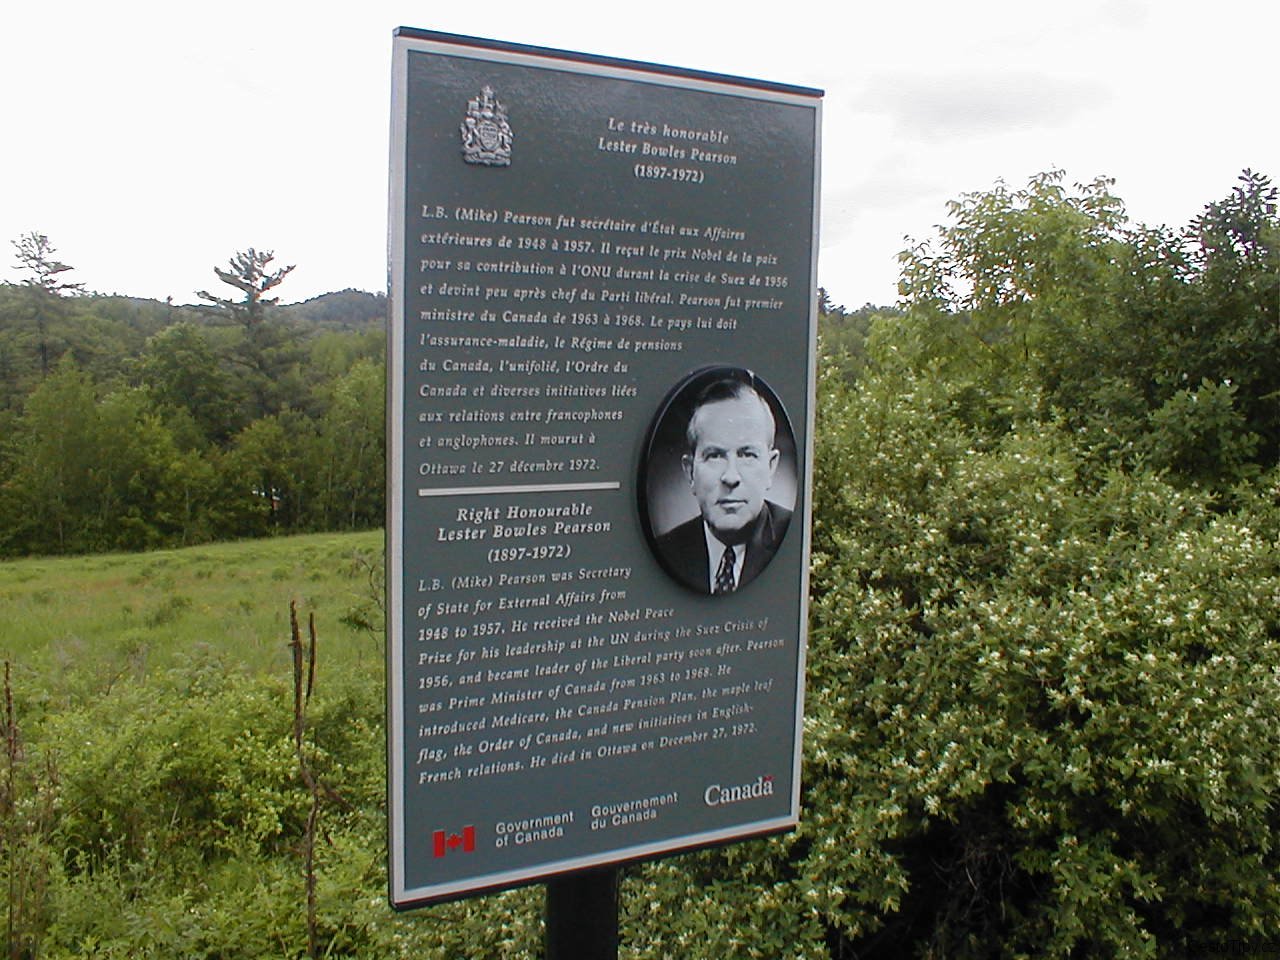 Le très honorable
Lester Bowles Pearson
(1897-1972)
L.B. (Mike) Pearson fut secrétaire d'État aux Affaires
extérieures de 1948 à 1957. Il reçut le prix Nobel de la paix
pour sa contribution à l'ONU durant la crise de Suez de 1956
et devint peu après chef du Parti libéral. Pearson fut premier
ministre du Canada de 1963 à 1968. Le pays lui doit
l'assurance-maladie, le Régime de pensions
du Canada, l'unifolié, l'Ordre du
Canada et diverses initiatives liées
aux relations entre francophones
et anglophones. Il mourut à
Ottawa le 27 décembre 1972.
Right Honourable
Lester Bowles Pearson
(1897-1972)
L.B. (Mike) Pearson was Secretary
of State for External Affairs from
1948 to 1957. He received the Nobel Peace
Prize for his leadership at the UN during the Suez Crisis of
1956, and became leader of the Liberal party soon after. Pearson
was Prime Minister of Canada from 1963 to 1968. He
introduced Medicare, the Canada Pension Plan, the maple leaf
flag, the Order of Canada, and new initiatives in English-
French relations. He died in Ottawa on December 27, 1972.
Government
of Canada
Gouvernement
du Canada
Canada